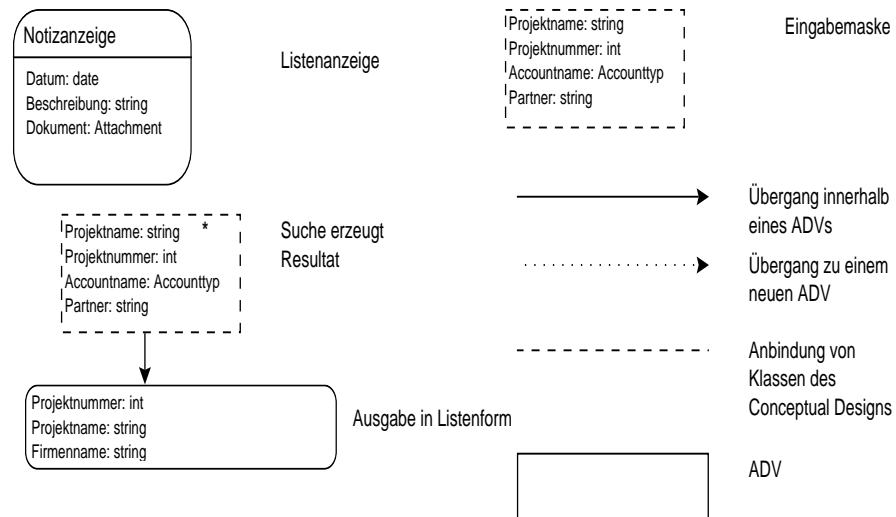 Notizanzeige
Datum: date
Beschreibung: string
Dokument: Attachment
Listenanzeige
Projektname: string
Projektnummer: int
Accountname: Accounttyp
Partner: string
Eingabemaske
Projektname: string *
Projektnummer: int
Accountname: Accounttyp
Partner: string
Suche erzeugt
Resultat
Projektnummer: int
Projektname: string
Firmenname: string
Ausgabe in Listenform
Übergang innerhalb
eines ADVs
Übergang zu einem
neuen ADV
Anbindung von
Klassen des
Conceptual Designs
ADV